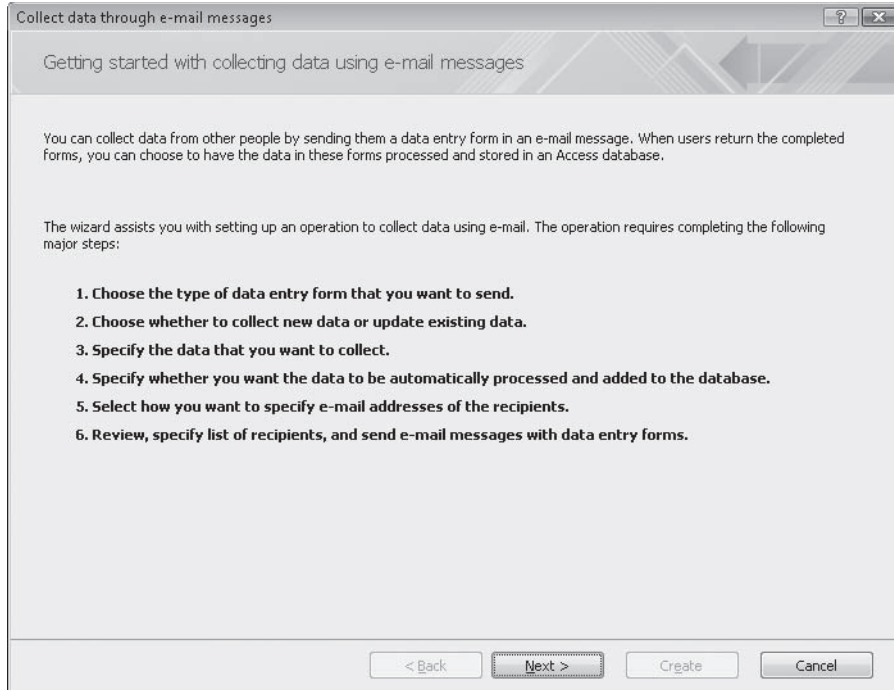 Collect data through e-mail messages
?
X
Getting started with collecting data using e-mail messages
You can collect data from other people by sending them a data entry form in an e-mail message. When users return the completed
forms, you can choose to have the data in these forms processed and stored in an Access database.
The wizard assists you with setting up an operation to collect data using e-mail. The operation requires completing the following
major steps:
1. Choose the type of data entry form that you want to send.
2. Choose whether to collect new data or update existing data.
3. Specify the data that you want to collect.
4. Specify whether you want the data to be automatically processed and added to the database.
5. Select how you want to specify e-mail addresses of the recipients.
6. Review, specify list of recipients, and send e-mail messages with data entry forms.
< Back
Next >
Create
Cancel